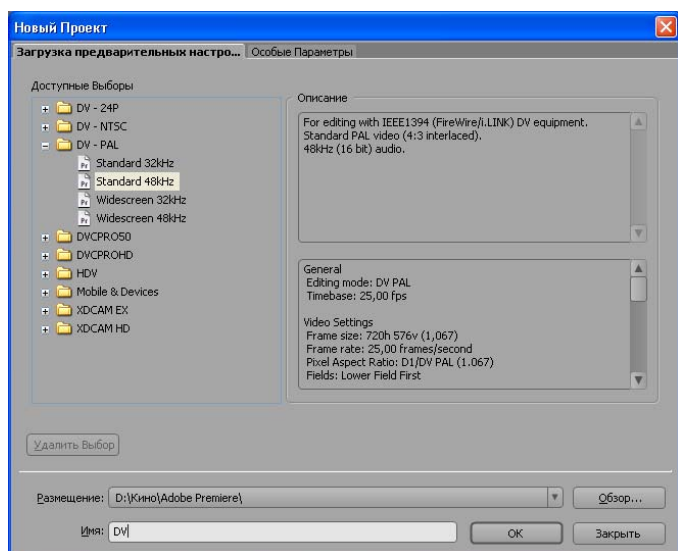 Новый Проект
Загрузка предварительных настро... Особые Параметры
Доступные Выборы
DV - 24P
DV - NTSC
DV - PAL
Standard 32kHz
Standard 48kHz
Widescreen 32kHz
Widescreen 48kHz
DVCPRO50
DVCPROHD
HDV
Mobile & Devices
XDCAM EX
XDCAM HD
Описание
For editing with IEEE1394 (FireWire/i.LINK) DV equipment.
Standard PAL video (4:3 interlaced).
48kHz (16 bit) audio.
General
Editing mode: DV PAL
Timebase: 25,00 fps
Video Settings
Frame size: 720h 576v (1,067)
Frame rate: 25,00 frames/second
Pixel Aspect Ratio: D1/DV PAL (1.067)
Fields: Lower Field First
Удалить Выбор
Размещение: D:\Кино\Adobe Premiere\ Обзор...
Имя: DV OK Закрыть